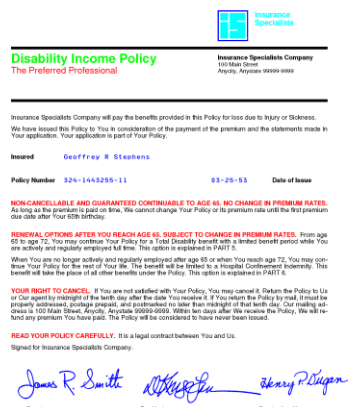 Insurance
Specialists
Disability Income Policy
The Preferred Professional
Insurance Specialists Company
100 Main Street
Anycity, Anystate 99999-9999
Insurance Specialists Company will pay the benefits provided in this Policy for loss due to Injury or Sickness.
We have issued this Policy to You in consideration of the payment of the premium and the statements made in
Your application. Your application is part of Your Policy.
Insured Geoffrey R Stephens
Policy Number 324-1443255-11 03-25-53 Date of Issue
NON-CANCELLABLE AND GUARANTEED CONTINUABLE TO AGE 65. NO CHANGE IN PREMIUM RATES.
As long as the premium is paid on time, We cannot change Your Policy or its premium rate until the first premium
due date after Your 65th birthday.
RENEWAL OPTIONS AFTER YOU REACH AGE 65. SUBJECT TO CHANGE IN PREMIUM RATES. From age
65 to age 72, You may continue Your Policy for a Total Disability benefit with a limited benefit period while You
are actively and regularly employed full time. This option is explained in PART 5.
When You are no longer actively and regularly employed after age 65 or when You reach age 72, You may con-
tinue Your Policy for the rest of Your life. The benefit will be limited to a Hospital Confinement Indemnity. This
benefit will take the place of all other benefits under the Policy. This option is explained in PART 6.
YOUR RIGHT TO CANCEL. If You are not satisfied with Your Policy, You may cancel it. Return the Policy to Us
or Our agent by midnight of the tenth day after the date You receive it. If You return the Policy by mail, it must be
properly addressed, postage prepaid, and postmarked no later than midnight of that tenth day. Our mailing ad-
dress is 100 Main Street, Anycity, Anystate 99999-9999. Within ten days after We receive the Policy, We will re-
fund any premium You have paid. The Policy will be considered to have never been issued.
READ YOUR POLICY CAREFULLY. It is a legal contract between You and Us.
Signed for Insurance Specialists Company.
James R. Smith Henry P. Dugan